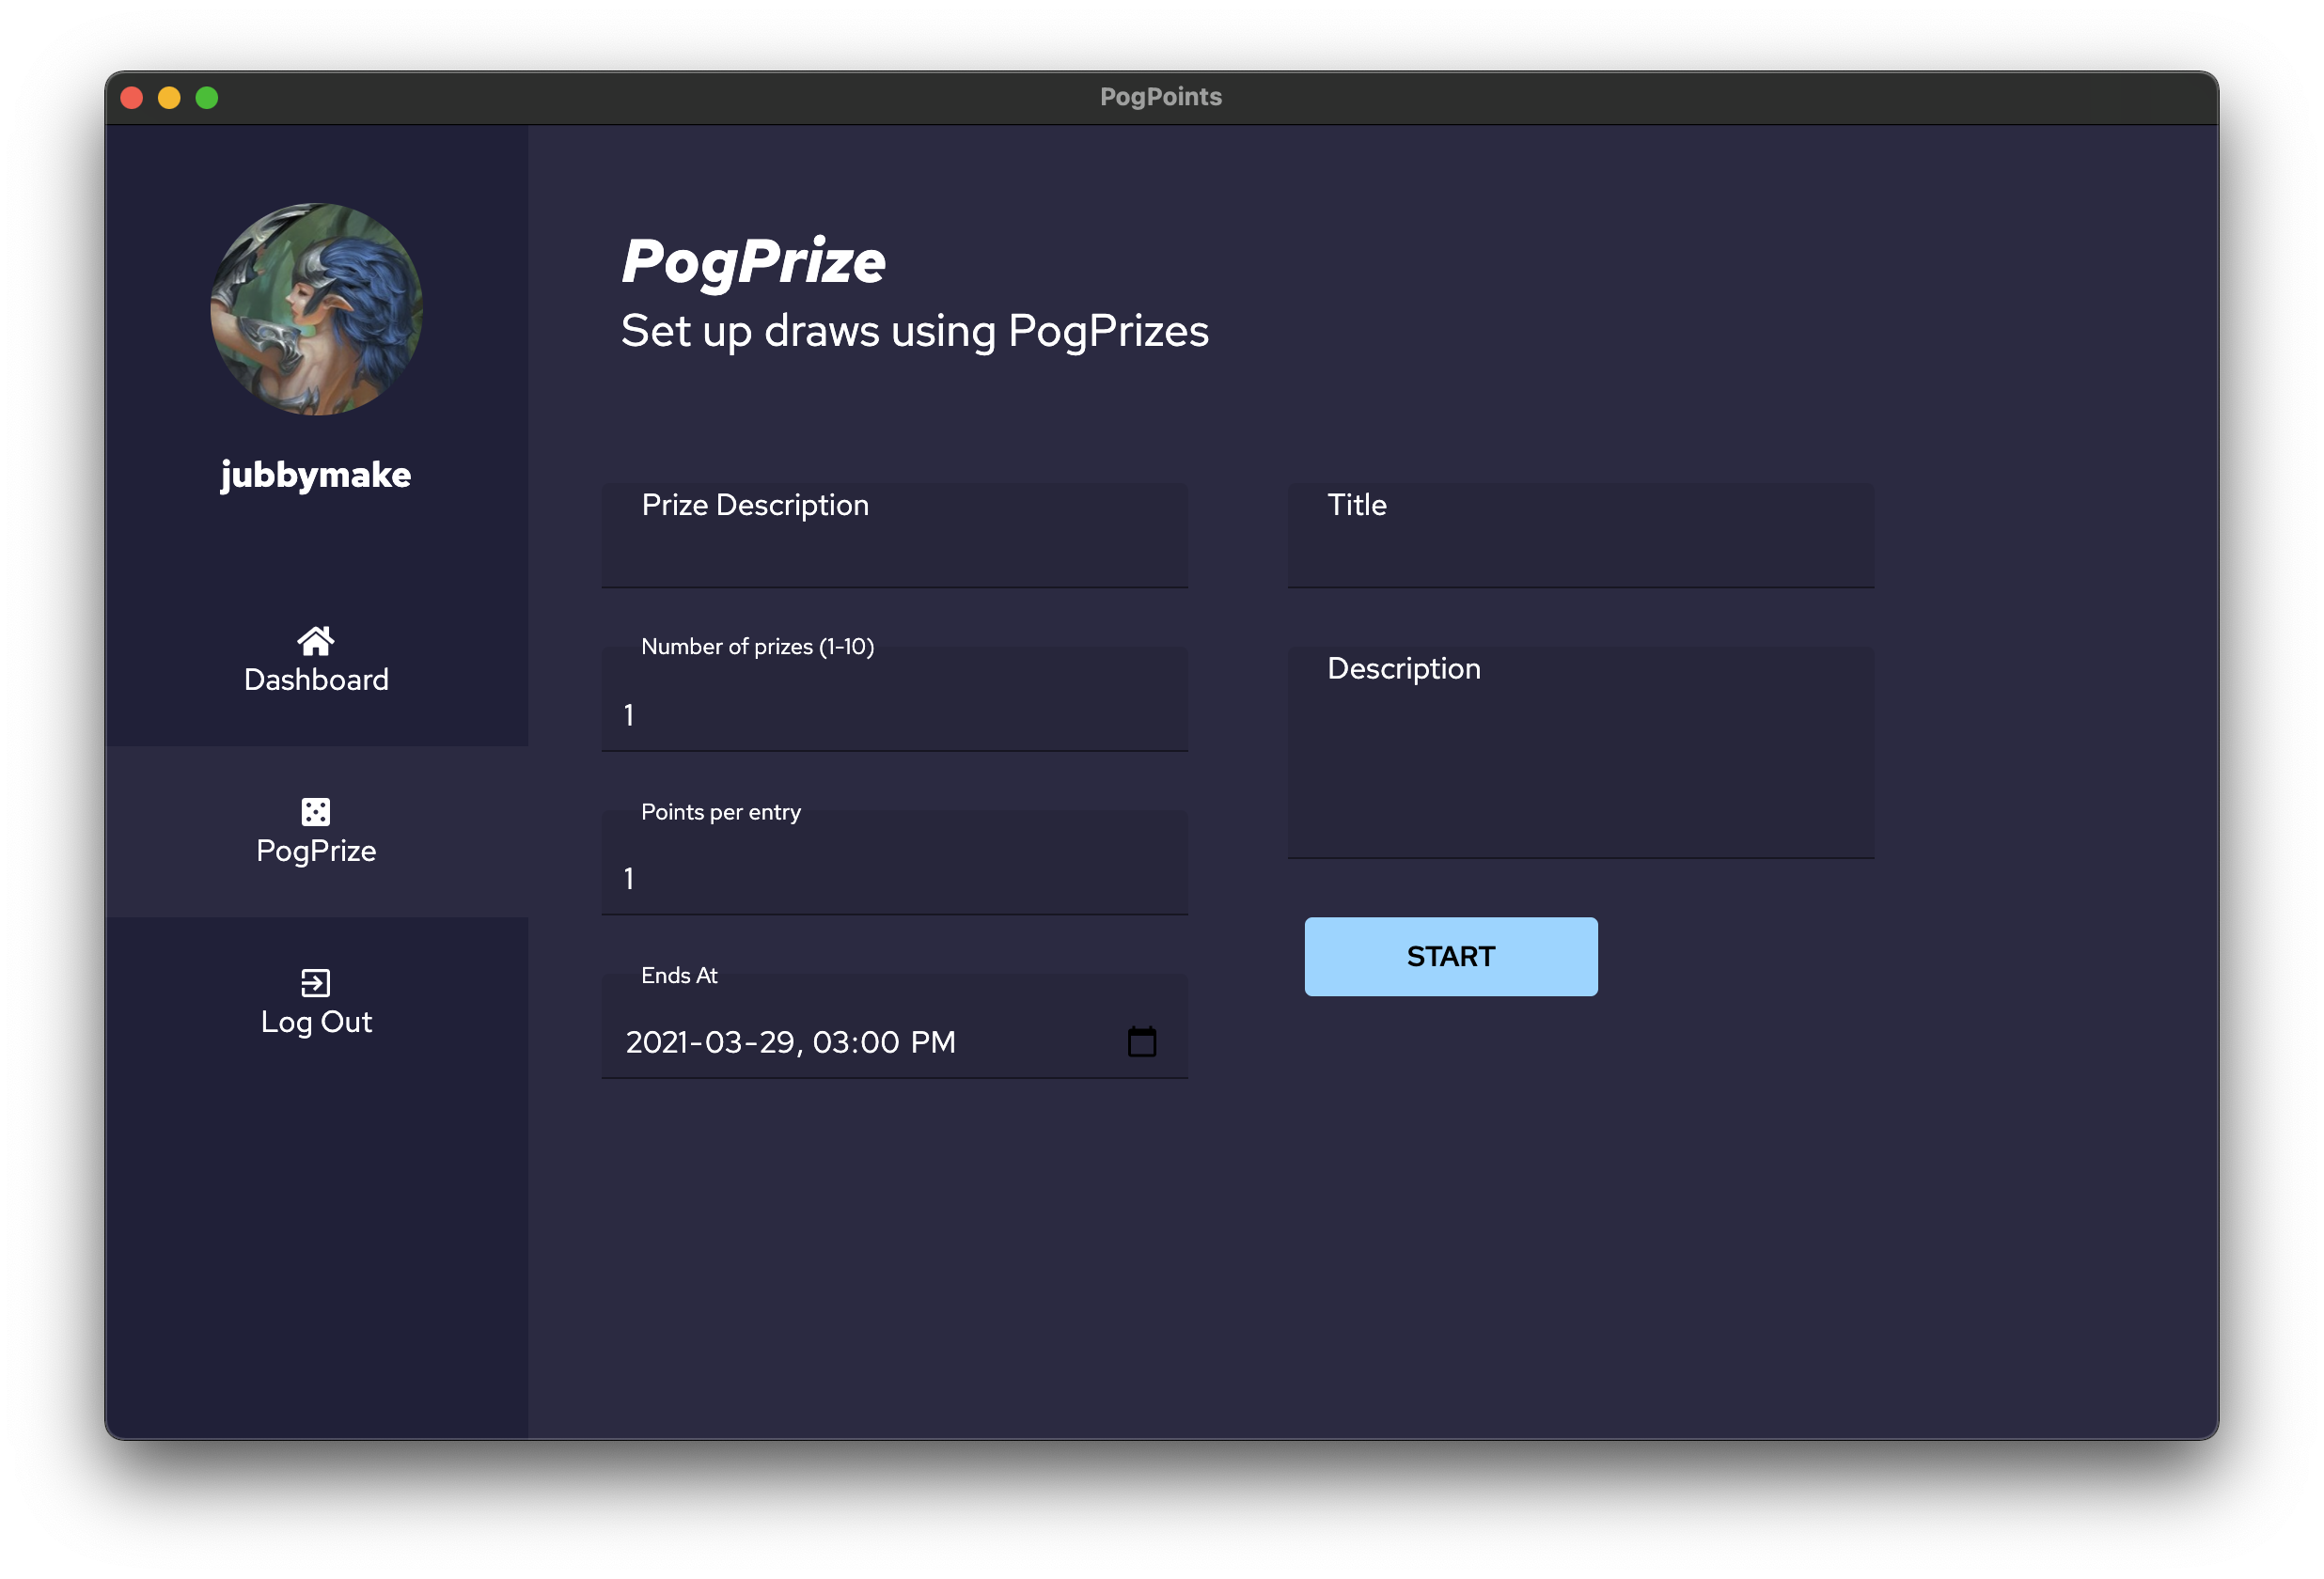 PogPoints
jubbymake
Dashboard
PogPrize
Log Out
PogPrize
Set up draws using PogPrizes
Prize Description
Number of prizes (1-10)
1
Points per entry
1
Ends At
2021-03-29, 03:00 PM
Title
Description
START